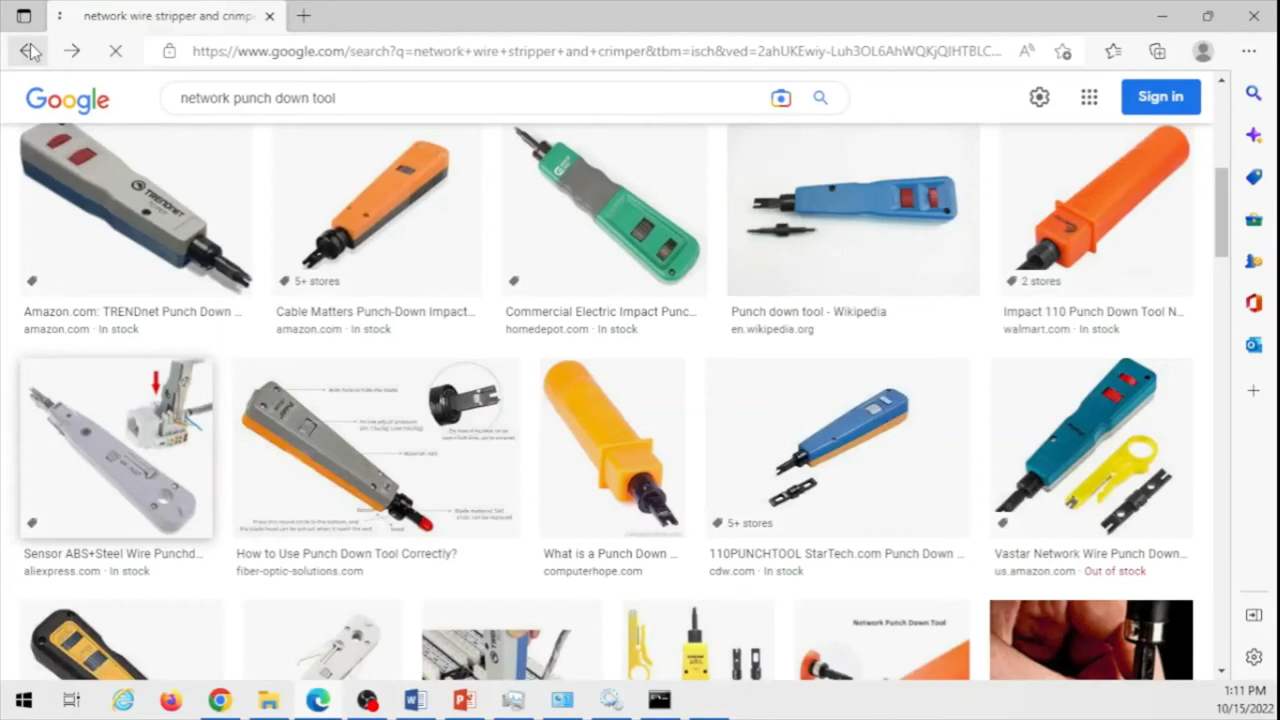 network wire stripper and crimp
https://www.google.com/search?q=network+wire+stripper+and+crimper&tbm=isch&ved=2ahUKEwiy-Luh3OL6AhWQKjQIHTBLC...
Google
network punch down tool
Sign in
TRENDNET
5+ stores
2 stores
Amazon.com: TRENDnet Punch Down ...
amazon.com · In stock
Cable Matters Punch-Down Impact...
amazon.com · In stock
Commercial Electric Impact Punc...
homedepot.com · In stock
Punch down tool - Wikipedia
en.wikipedia.org
Impact 110 Punch Down Tool N...
walmart.com · In stock
5+ stores
Sensor ABS+Steel Wire Punchd...
aliexpress.com · In stock
How to Use Punch Down Tool Correctly?
fiber-optic-solutions.com
What is a Punch Down ...
computerhope.com
110PUNCHTOOL StarTech.com Punch Down ...
cdw.com · In stock
Vastar Network Wire Punch Down...
us.amazon.com · Out of stock
Network Punch Down Tool
1:11 PM
10/15/2022